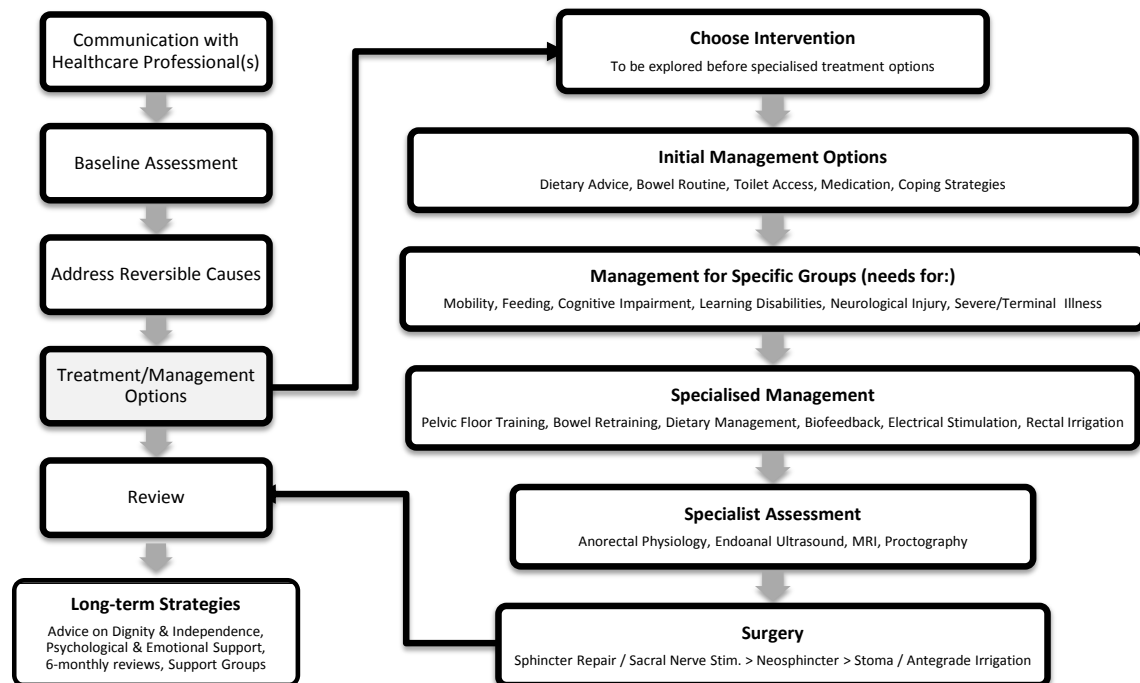 Communication with
Healthcare Professional(s)
Baseline Assessment
Address Reversible Causes
Treatment/Management
Options
Review
Long-term Strategies
Advice on Dignity & Independence,
Psychological & Emotional Support,
6-monthly reviews, Support Groups
Choose Intervention
To be explored before specialised treatment options
Initial Management Options
Dietary Advice, Bowel Routine, Toilet Access, Medication, Coping Strategies
Management for Specific Groups (needs for:)
Mobility, Feeding, Cognitive Impairment, Learning Disabilities, Neurological Injury, Severe/Terminal Illness
Specialised Management
Pelvic Floor Training, Bowel Retraining, Dietary Management, Biofeedback, Electrical Stimulation, Rectal Irrigation
Specialist Assessment
Anorectal Physiology, Endoanal Ultrasound, MRI, Proctography
Surgery
Sphincter Repair / Sacral Nerve Stim. > Neosphincter > Stoma / Antegrade Irrigation